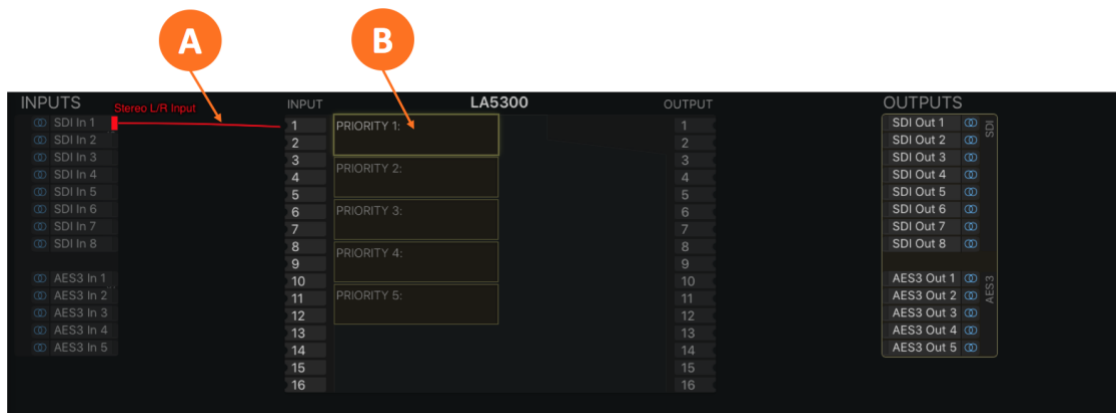 A
B
INPUTS
Stereo L/R Input
INPUT
LA5300
OUTPUT
OUTPUTS
SDI In 1
SDI In 2
SDI In 3
SDI In 4
SDI In 5
SDI In 6
SDI In 7
SDI In 8
AES3 In 1
AES3 In 2
AES3 In 3
AES3 In 4
AES3 In 5
1
2
3
4
5
6
7
8
9
10
11
12
13
14
15
16
PRIORITY 1:
PRIORITY 2:
PRIORITY 3:
PRIORITY 4:
PRIORITY 5:
1
2
3
4
5
6
7
8
9
10
11
12
13
14
15
16
SDI Out 1
SDI Out 2
SDI Out 3
SDI Out 4
SDI Out 5
SDI Out 6
SDI Out 7
SDI Out 8
SDI
AES3 Out 1
AES3 Out 2
AES3 Out 3
AES3 Out 4
AES3 Out 5
AES3